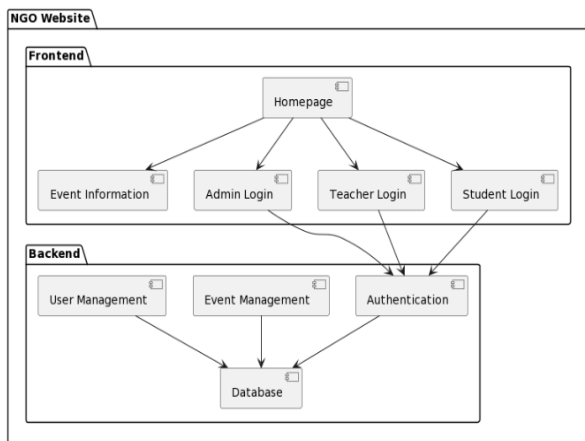 NGO Website
Frontend
Homepage
Event Information
Admin Login
Teacher Login
Student Login
Backend
User Management
Event Management
Authentication
Database